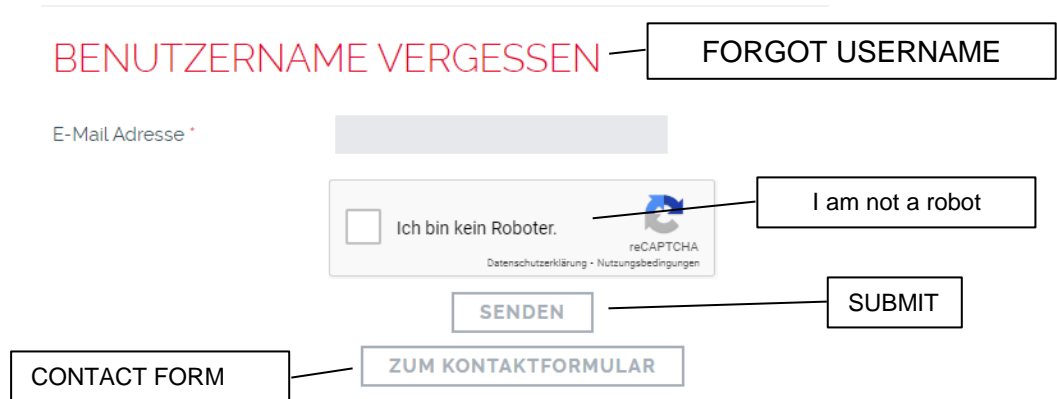 BENUTZERNAME VERGESSEN
FORGOT USERNAME
E-Mail Adresse *
Ich bin kein Roboter.
reCAPTCHA
Datenschutzerklärung - Nutzungsbedingungen
I am not a robot
SENDEN
SUBMIT
ZUM KONTAKTFORMULAR
CONTACT FORM